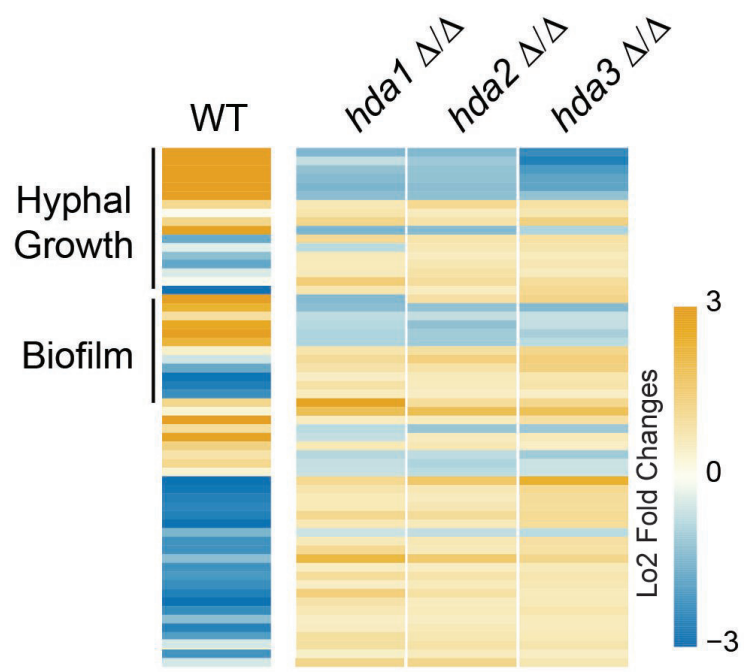 WT
hda1 Δ/Δ
hda2 Δ/Δ
hda3 Δ/Δ
Hyphal
Growth
Biofilm
Lo2 Fold Changes
3
0
−3